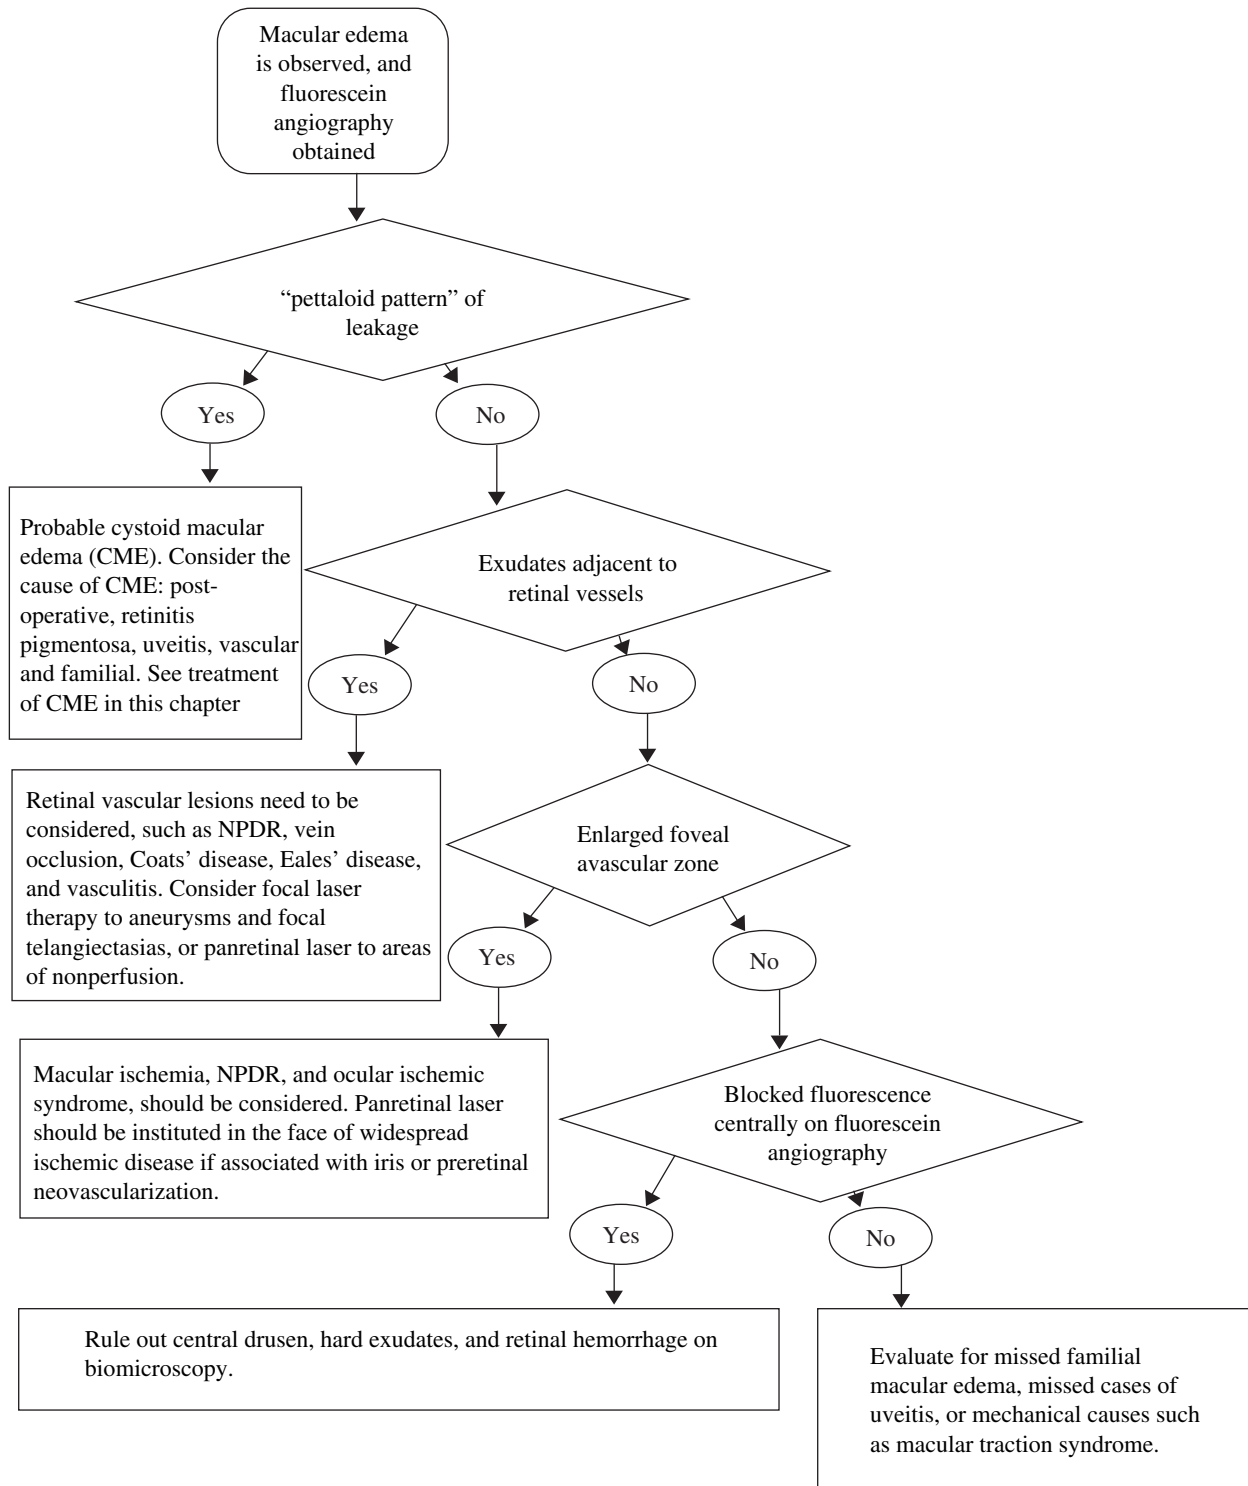 Macular edema
is observed, and
fluorescein
angiography
obtained
“pettaloid pattern” of
leakage
Yes
No
Probable cystoid macular
edema (CME). Consider the
cause of CME: post-
operative, retinitis
pigmentosa, uveitis, vascular
and familial. See treatment
of CME in this chapter
Exudates adjacent to
retinal vessels
Yes
No
Retinal vascular lesions need to be
considered, such as NPDR, vein
occlusion, Coats’ disease, Eales’ disease,
and vasculitis. Consider focal laser
therapy to aneurysms and focal
telangiectasias, or panretinal laser to areas
of nonperfusion.
Enlarged foveal
avascular zone
Yes
No
Macular ischemia, NPDR, and ocular ischemic
syndrome, should be considered. Panretinal laser
should be instituted in the face of widespread
ischemic disease if associated with iris or preretinal
neovascularization.
Blocked fluorescence
centrally on fluorescein
angiography
Yes
No
Rule out central drusen, hard exudates, and retinal hemorrhage on
biomicroscopy.
Evaluate for missed familial
macular edema, missed cases of
uveitis, or mechanical causes such
as macular traction syndrome.